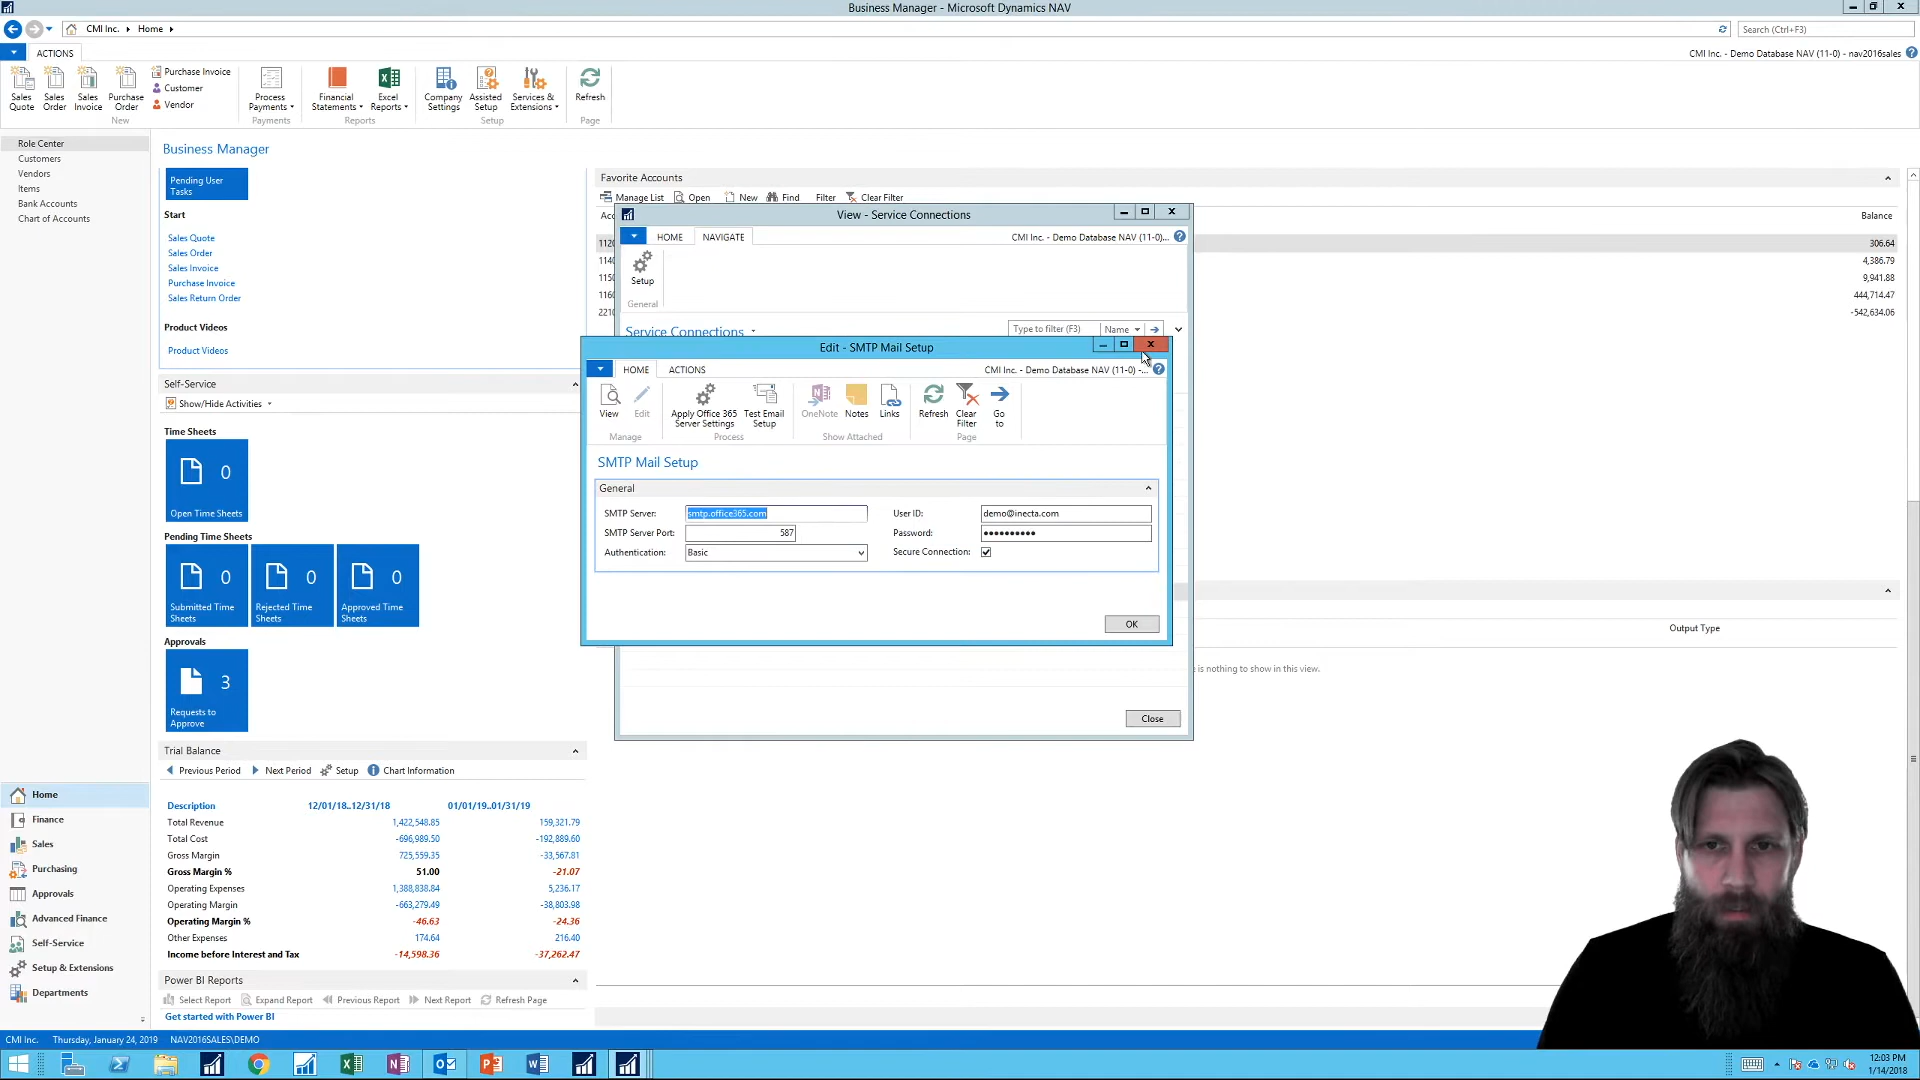 Business Manager - Microsoft Dynamics NAV
CMI Inc. Home
Search (Ctrl+F3)
ACTIONS
CMI Inc. - Demo Database NAV (11-0) - nav2016sales
Sales Quote
Sales Order
Sales Invoice
Purchase Order
Purchase Invoice
Customer
Vendor
New
Process Payments
Payments
Financial Statements
Excel Reports
Reports
Company Settings
Assisted Setup
Services & Extensions
Setup
Refresh
Page
Role Center
Customers
Vendors
Items
Bank Accounts
Chart of Accounts
Business Manager
Pending User Tasks
Start
Sales Quote
Sales Order
Sales Invoice
Purchase Invoice
Sales Return Order
Product Videos
Product Videos
Self-Service
Show/Hide Activities
Time Sheets
0
Open Time Sheets
Pending Time Sheets
0 0 0
Submitted Time Sheets
Rejected Time Sheets
Approved Time Sheets
Approvals
3
Requests to Approve
Trial Balance
Previous Period Next Period Setup Chart Information
Description 12/01/18..12/31/18 01/01/19..01/31/19
Total Revenue 1,422,548.85 159,321.79
Total Cost -696,989.50 -192,889.60
Gross Margin 725,559.35 -33,567.81
Gross Margin % 51.00 -21.07
Operating Expenses 1,388,838.84 5,236.17
Operating Margin -663,279.49 -38,803.98
Operating Margin % -46.63 -24.36
Other Expenses 174.64 216.40
Income before Interest and Tax -14,598.36 -37,262.47
Power BI Reports
Select Report Expand Report Previous Report Next Report Refresh Page
Get started with Power BI
Favorite Accounts
Manage List Open New Find Filter Clear Filter
Balance
306.64
4,386.79
9,941.88
444,714.47
-542,634.06
View - Service Connections
HOME NAVIGATE
CMI Inc. - Demo Database NAV (11-0)...
Setup
General
Service Connections
Type to filter (F3) Name
Edit - SMTP Mail Setup
HOME ACTIONS
CMI Inc. - Demo Database NAV (11-0) -...
View
Edit
Manage
Apply Office 365 Server Settings
Test Email Setup
Process
OneNote
Notes
Links
Show Attached
Refresh
Clear Filter
Go to
Page
SMTP Mail Setup
General
SMTP Server: smtp.office365.com
SMTP Server Port: 587
Authentication: Basic
User ID: demo@inecta.com
Password: ••••••••••
Secure Connection:
OK
Close
Output Type
is nothing to show in this view.
Home
Finance
Sales
Purchasing
Approvals
Advanced Finance
Self-Service
Setup & Extensions
Departments
CMI Inc. Thursday, January 24, 2019 NAV2016SALES\DEMO
12:03 PM
1/14/2018